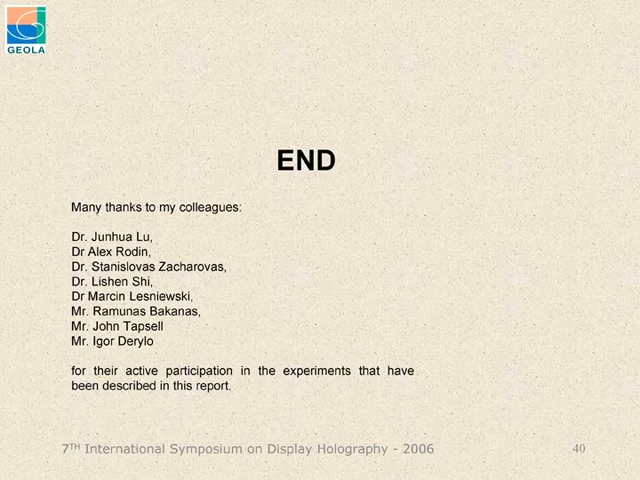 GEOLA
END
Many thanks to my colleagues:
Dr. Junhua Lu,
Dr Alex Rodin,
Dr. Stanislovas Zacharovas,
Dr. Lishen Shi,
Dr Marcin Lesniewski,
Mr. Ramunas Bakanas,
Mr. John Tapsell
Mr. Igor Derylo
for their active participation in the experiments that have
been described in this report.
7TH International Symposium on Display Holography - 2006 40